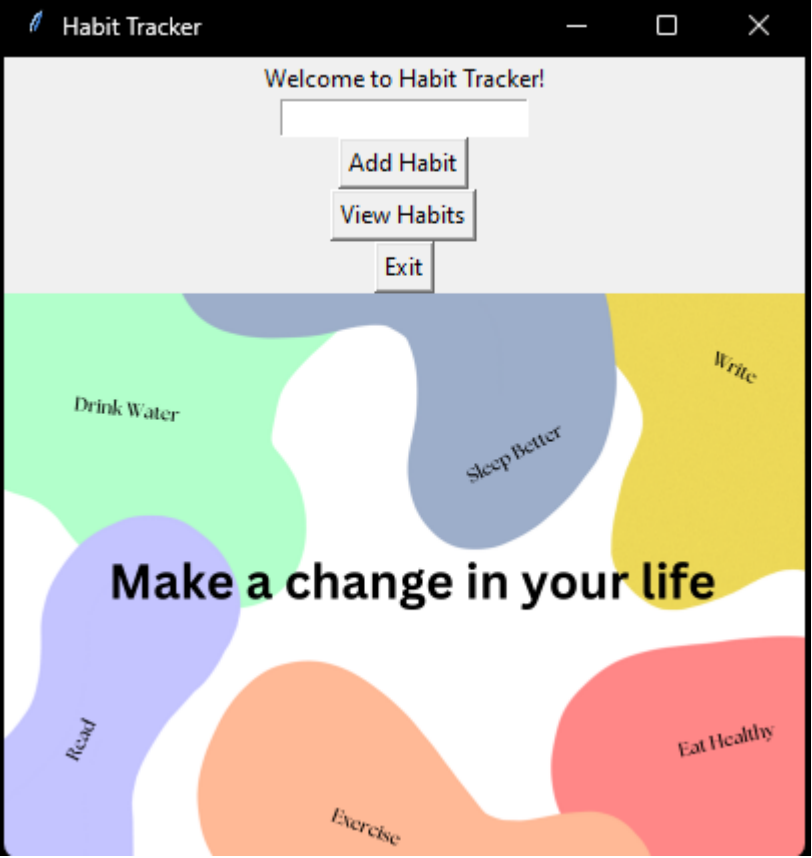 Habit Tracker
Welcome to Habit Tracker!
Add Habit
View Habits
Exit
Write
Drink Water
Sleep Better
Make a change in your life
Read
Eat Healthy
Exercise